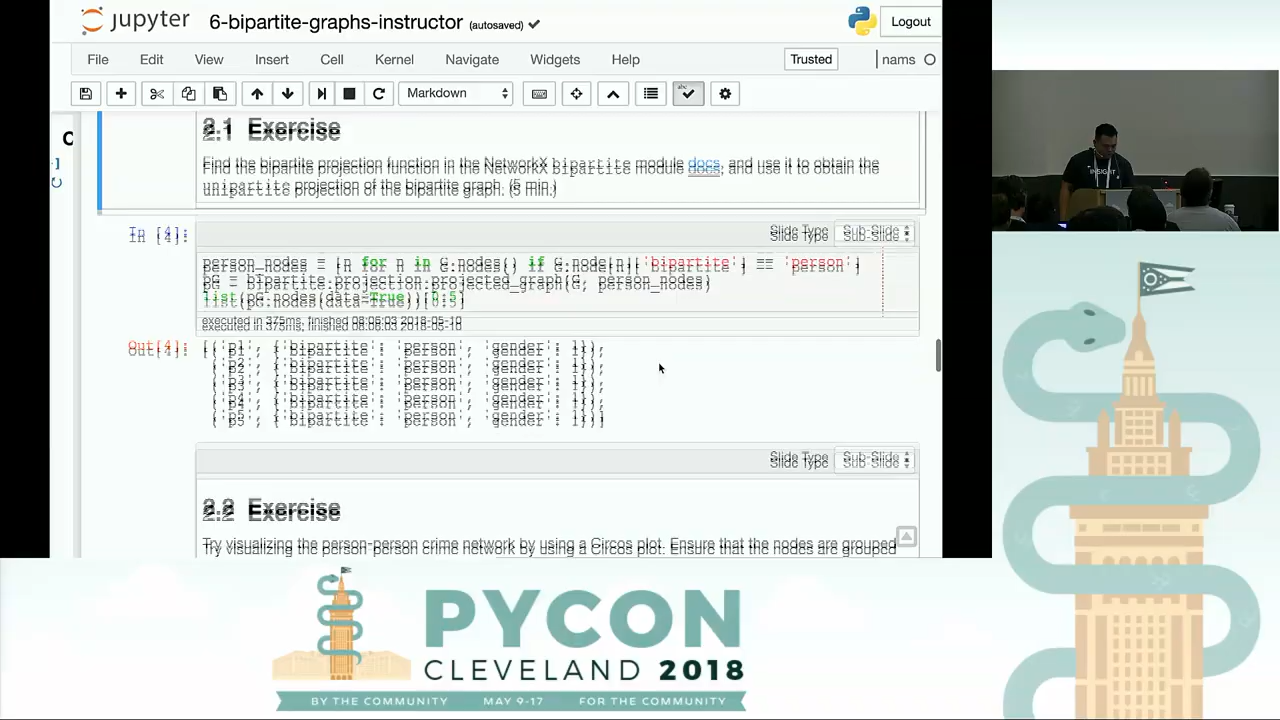 jupyter 6-bipartite-graphs-instructor (autosaved) Logout
File Edit View Insert Cell Kernel Navigate Widgets Help Trusted nams
Markdown
2.1 Exercise
Find the bipartite projection function in the NetworkX bipartite module docs, and use it to obtain the
unipartite projection of the bipartite graph. (5 min.)
Slide Type Sub-Slide
In [4]:
person_nodes = [n for n in G.nodes() if G.node[n]['bipartite'] == 'person']
pG = bipartite.projection.projected_graph(G, person_nodes)
list(pG.nodes(data=True))[0:5]
executed in 375ms, finished 08:05:03 2018-05-10
Out[4]: [('p1', {'bipartite': 'person', 'gender': 1}),
('p2', {'bipartite': 'person', 'gender': 1}),
('p3', {'bipartite': 'person', 'gender': 1}),
('p4', {'bipartite': 'person', 'gender': 1}),
('p5', {'bipartite': 'person', 'gender': 1})]
Slide Type Sub-Slide
2.2 Exercise
Try visualizing the person-person crime network by using a Circos plot. Ensure that the nodes are grouped
INSIGHT
PYCON
CLEVELAND 2018
BY THE COMMUNITY MAY 9-17 FOR THE COMMUNITY